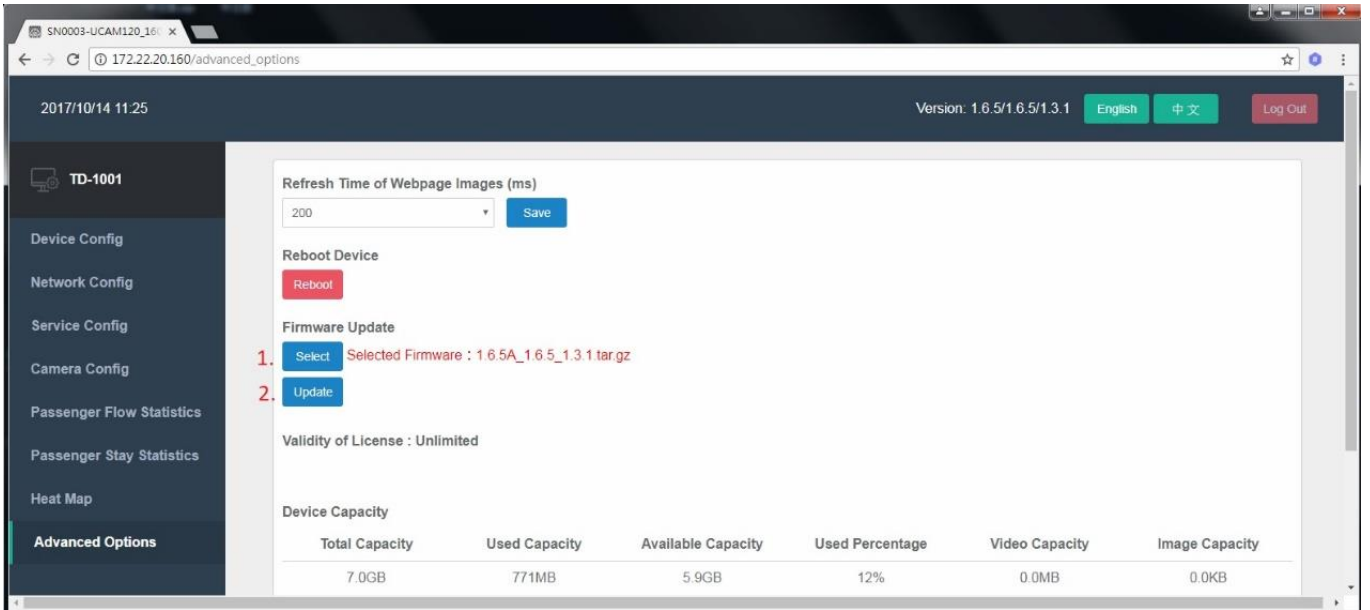 SN0003-UCAM120_160
172.22.20.160/advanced_options
2017/10/14 11:25
Version: 1.6.5/1.6.5/1.3.1
English
中文
Log Out
TD-1001
Device Config
Network Config
Service Config
Camera Config
Passenger Flow Statistics
Passenger Stay Statistics
Heat Map
Advanced Options
Refresh Time of Webpage Images (ms)
200
Save
Reboot Device
Reboot
Firmware Update
1. Select Selected Firmware：1.6.5A_1.6.5_1.3.1.tar.gz
2. Update
Validity of License : Unlimited
Device Capacity
Total Capacity Used Capacity Available Capacity Used Percentage Video Capacity Image Capacity
7.0GB 771MB 5.9GB 12% 0.0MB 0.0KB